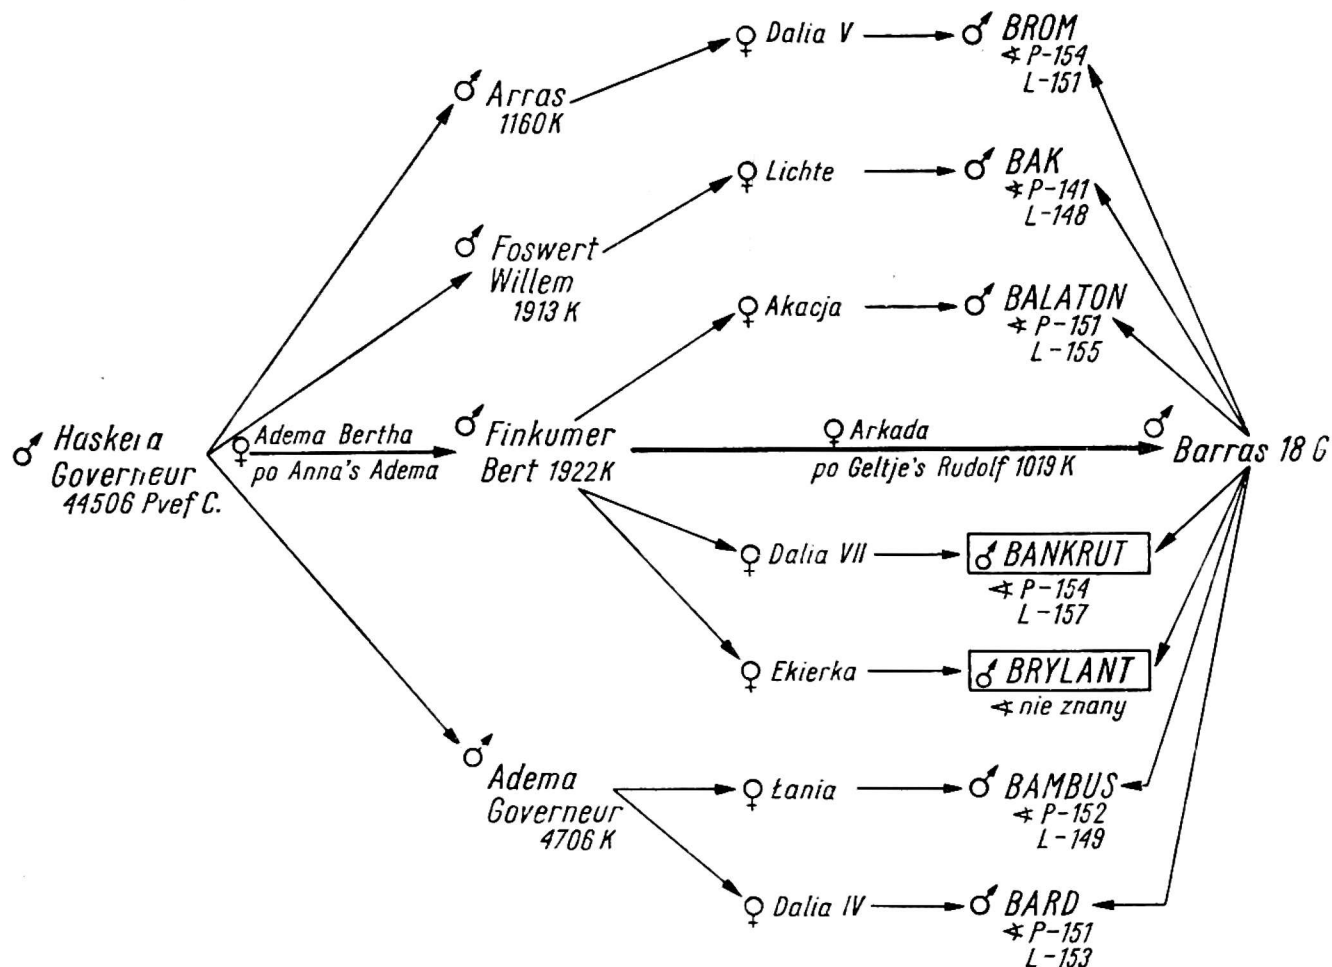 ♀ Dalia V
♂ BROM
∢ P-154
L-151
♂ Arras
1160 K
♀ Lichte
♂ BAK
∢ P-141
L-148
♂ Foswert
Willem
1913 K
♀ Akacja
♂ BALATON
∢ P-151
L-155
♂ Haskera
Governeur
44506 Pvef C.
♀ Adema Bertha
po Anna's Adema
♂ Finkumer
Bert 1922K
♀ Arkada
po Geltje's Rudolf 1019 K
♂ Barras 18 G
♀ Dalia VII
♂ BANKRUT
∢ P-154
L-157
♀ Ekierka
♂ BRYLANT
∢ nie znany
♂ Adema
Governeur
4706 K
♀ Łania
♂ BAMBUS
∢ P-152
L-149
♀ Dalia IV
♂ BARD
∢ P-151
L-153